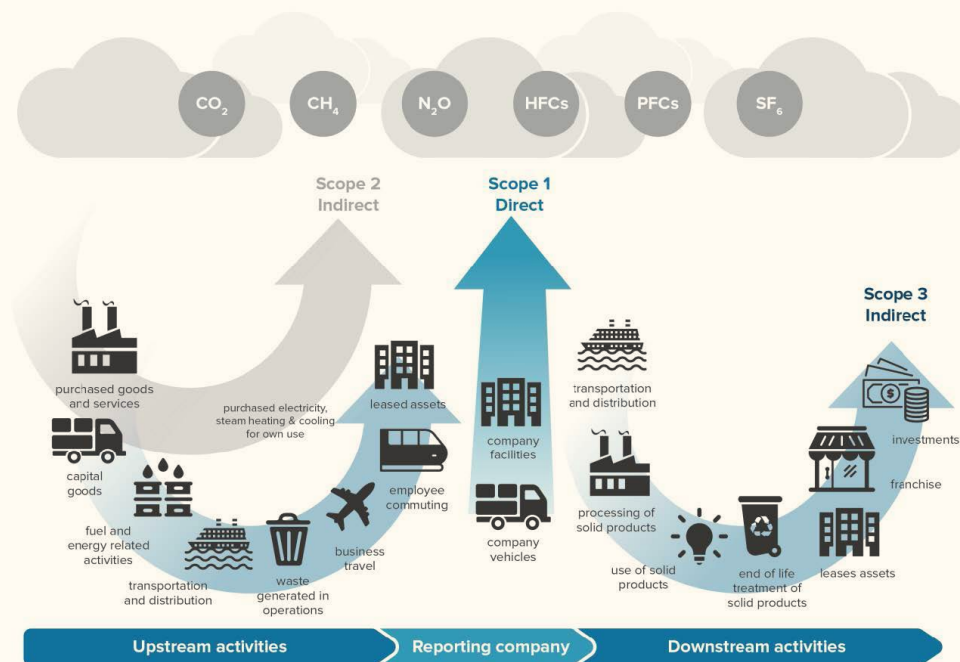 CO₂
CH₄
N₂O
HFCs
PFCs
SF₆
Scope 2
Indirect
Scope 1
Direct
Scope 3
Indirect
purchased goods
and services
capital
goods
fuel and
energy related
activities
transportation
and distribution
waste
generated in
operations
business
travel
employee
commuting
leased assets
purchased electricity,
steam heating & cooling
for own use
company
facilities
company
vehicles
transportation
and distribution
processing of
solid products
use of solid
products
end of life
treatment of
solid products
leases assets
franchise
investments
$
Upstream activities
Reporting company
Downstream activities